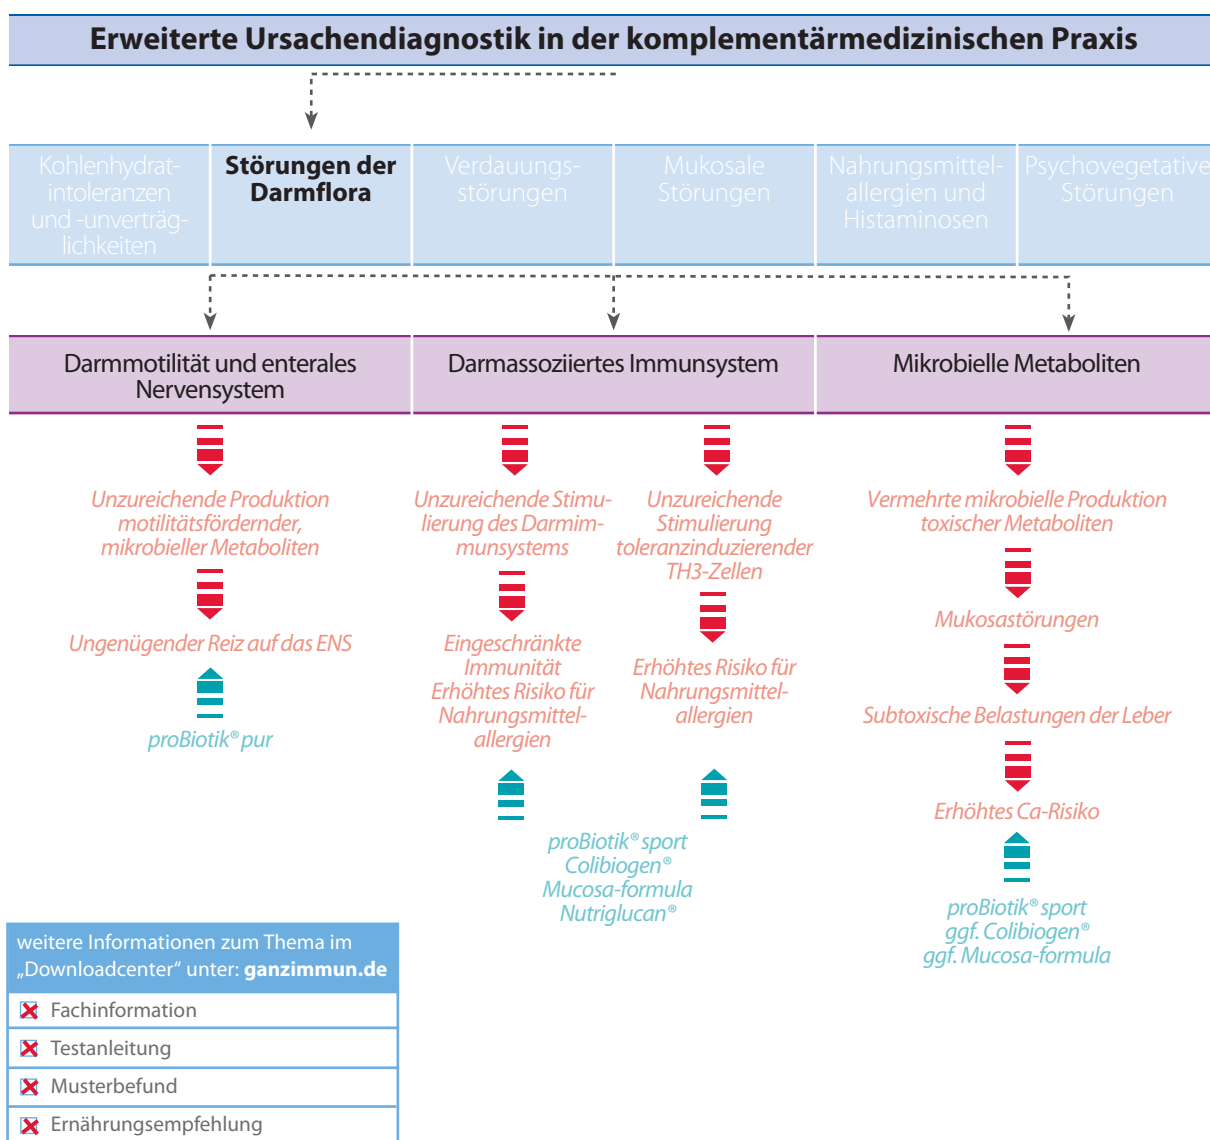 Erweiterte Ursachendiagnostik in der komplementärmedizinischen Praxis
Kohlenhydrat-
intoleranzen
und -unverträg-
lichkeiten
Störungen der
Darmflora
Verdauungs-
störungen
Mukosale
Störungen
Nahrungsmittel-
allergien und
Histaminosen
Psychovegetative
Störungen
Darmmotilität und enterales
Nervensystem
Darmassoziiertes Immunsystem
Mikrobielle Metaboliten
Unzureichende Produktion
motilitätsfördernder,
mikrobieller Metaboliten
Ungenügender Reiz auf das ENS
proBiotik® pur
Unzureichende Stimu-
lierung des Darmim-
munsystems
Eingeschränkte
Immunität
Erhöhtes Risiko für
Nahrungsmittel-
allergien
Unzureichende
Stimulierung
toleranzinduzierender
TH3-Zellen
Erhöhtes Risiko für
Nahrungsmittel-
allergien
proBiotik® sport
Colibiogen®
Mucosa-formula
Nutriglucan®
Vermehrte mikrobielle Produktion
toxischer Metaboliten
Mukosastörungen
Subtoxische Belastungen der Leber
Erhöhtes Ca-Risiko
proBiotik® sport
ggf. Colibiogen®
ggf. Mucosa-formula
weitere Informationen zum Thema im
„Downloadcenter“ unter: ganzimmun.de
Fachinformation
Testanleitung
Musterbefund
Ernährungsempfehlung